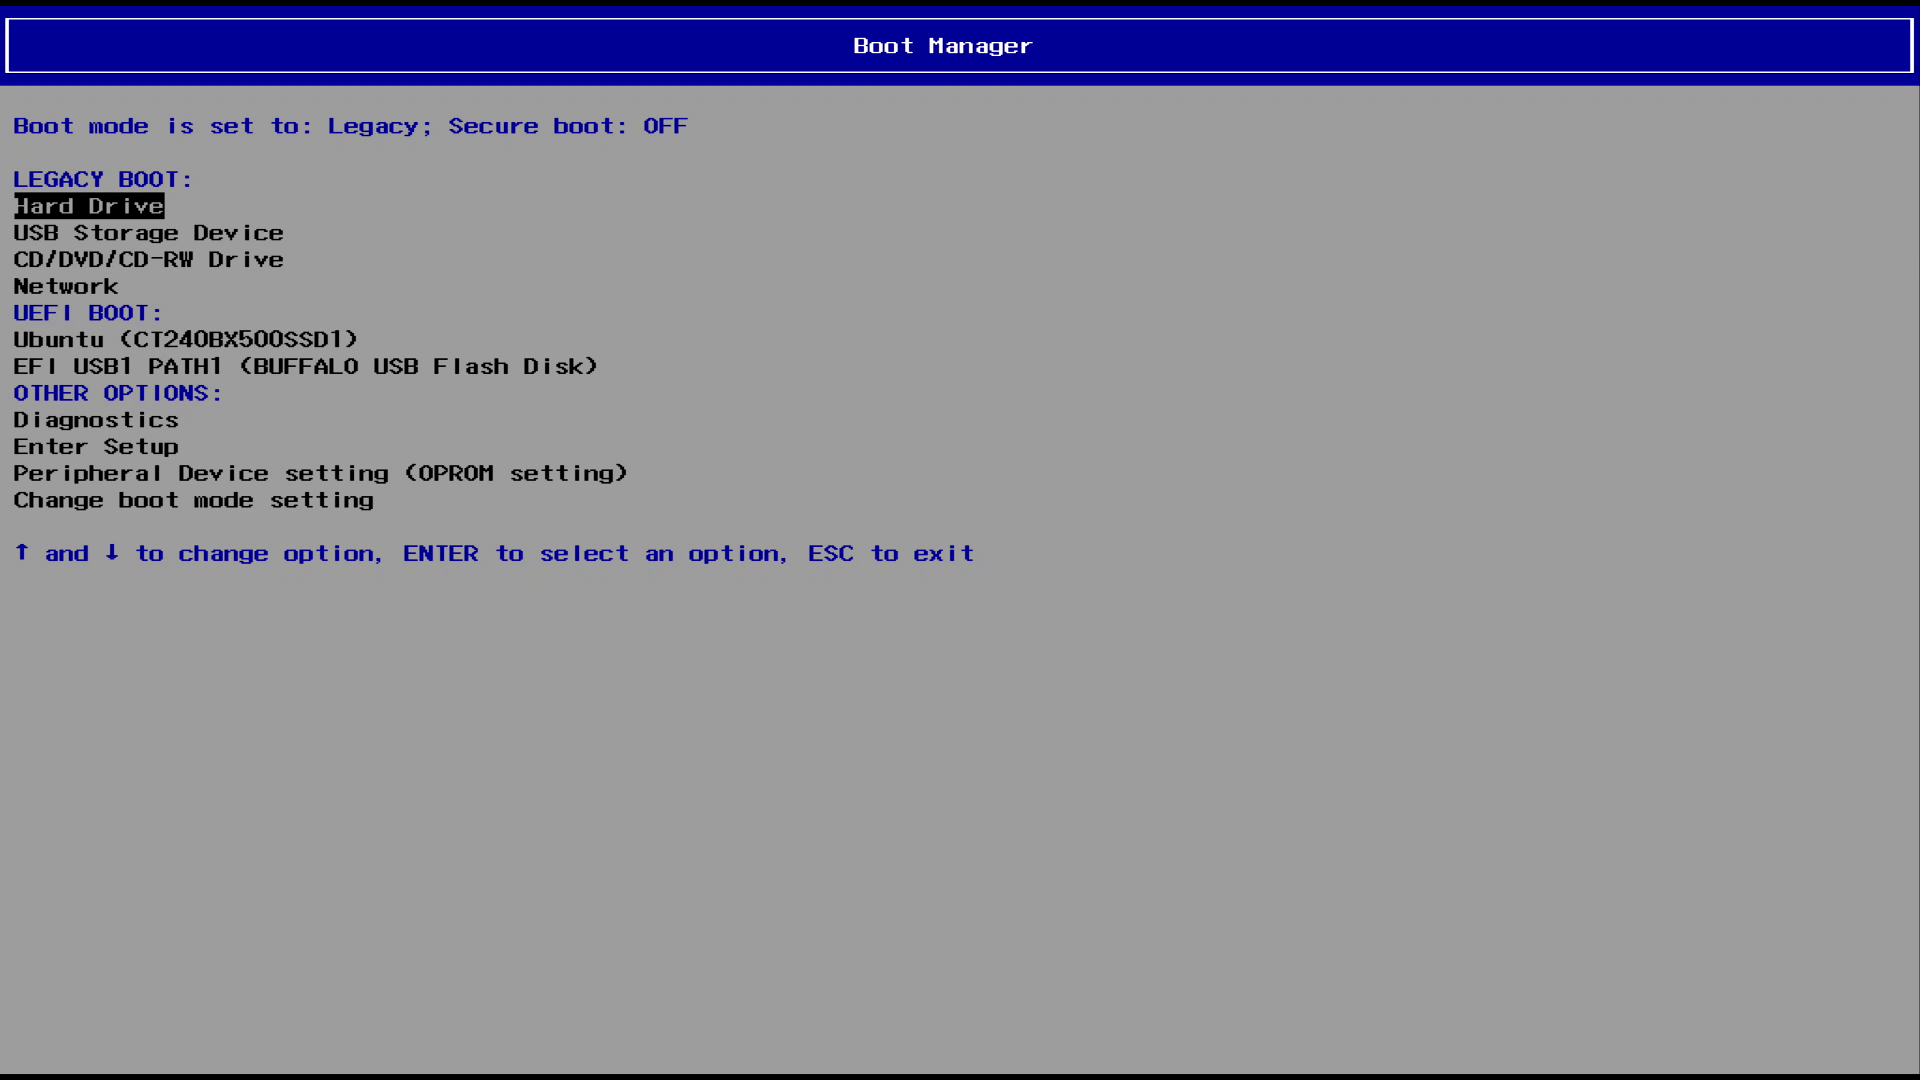 Boot Manager
Boot mode is set to: Legacy; Secure boot: OFF
LEGACY BOOT:
Hard Drive
USB Storage Device
CD/DVD/CD-RW Drive
Network
UEFI BOOT:
Ubuntu (CT240BX500SSD1)
EFI USB1 PATH1 (BUFFALO USB Flash Disk)
OTHER OPTIONS:
Diagnostics
Enter Setup
Peripheral Device setting (OPROM setting)
Change boot mode setting
↑ and ↓ to change option, ENTER to select an option, ESC to exit